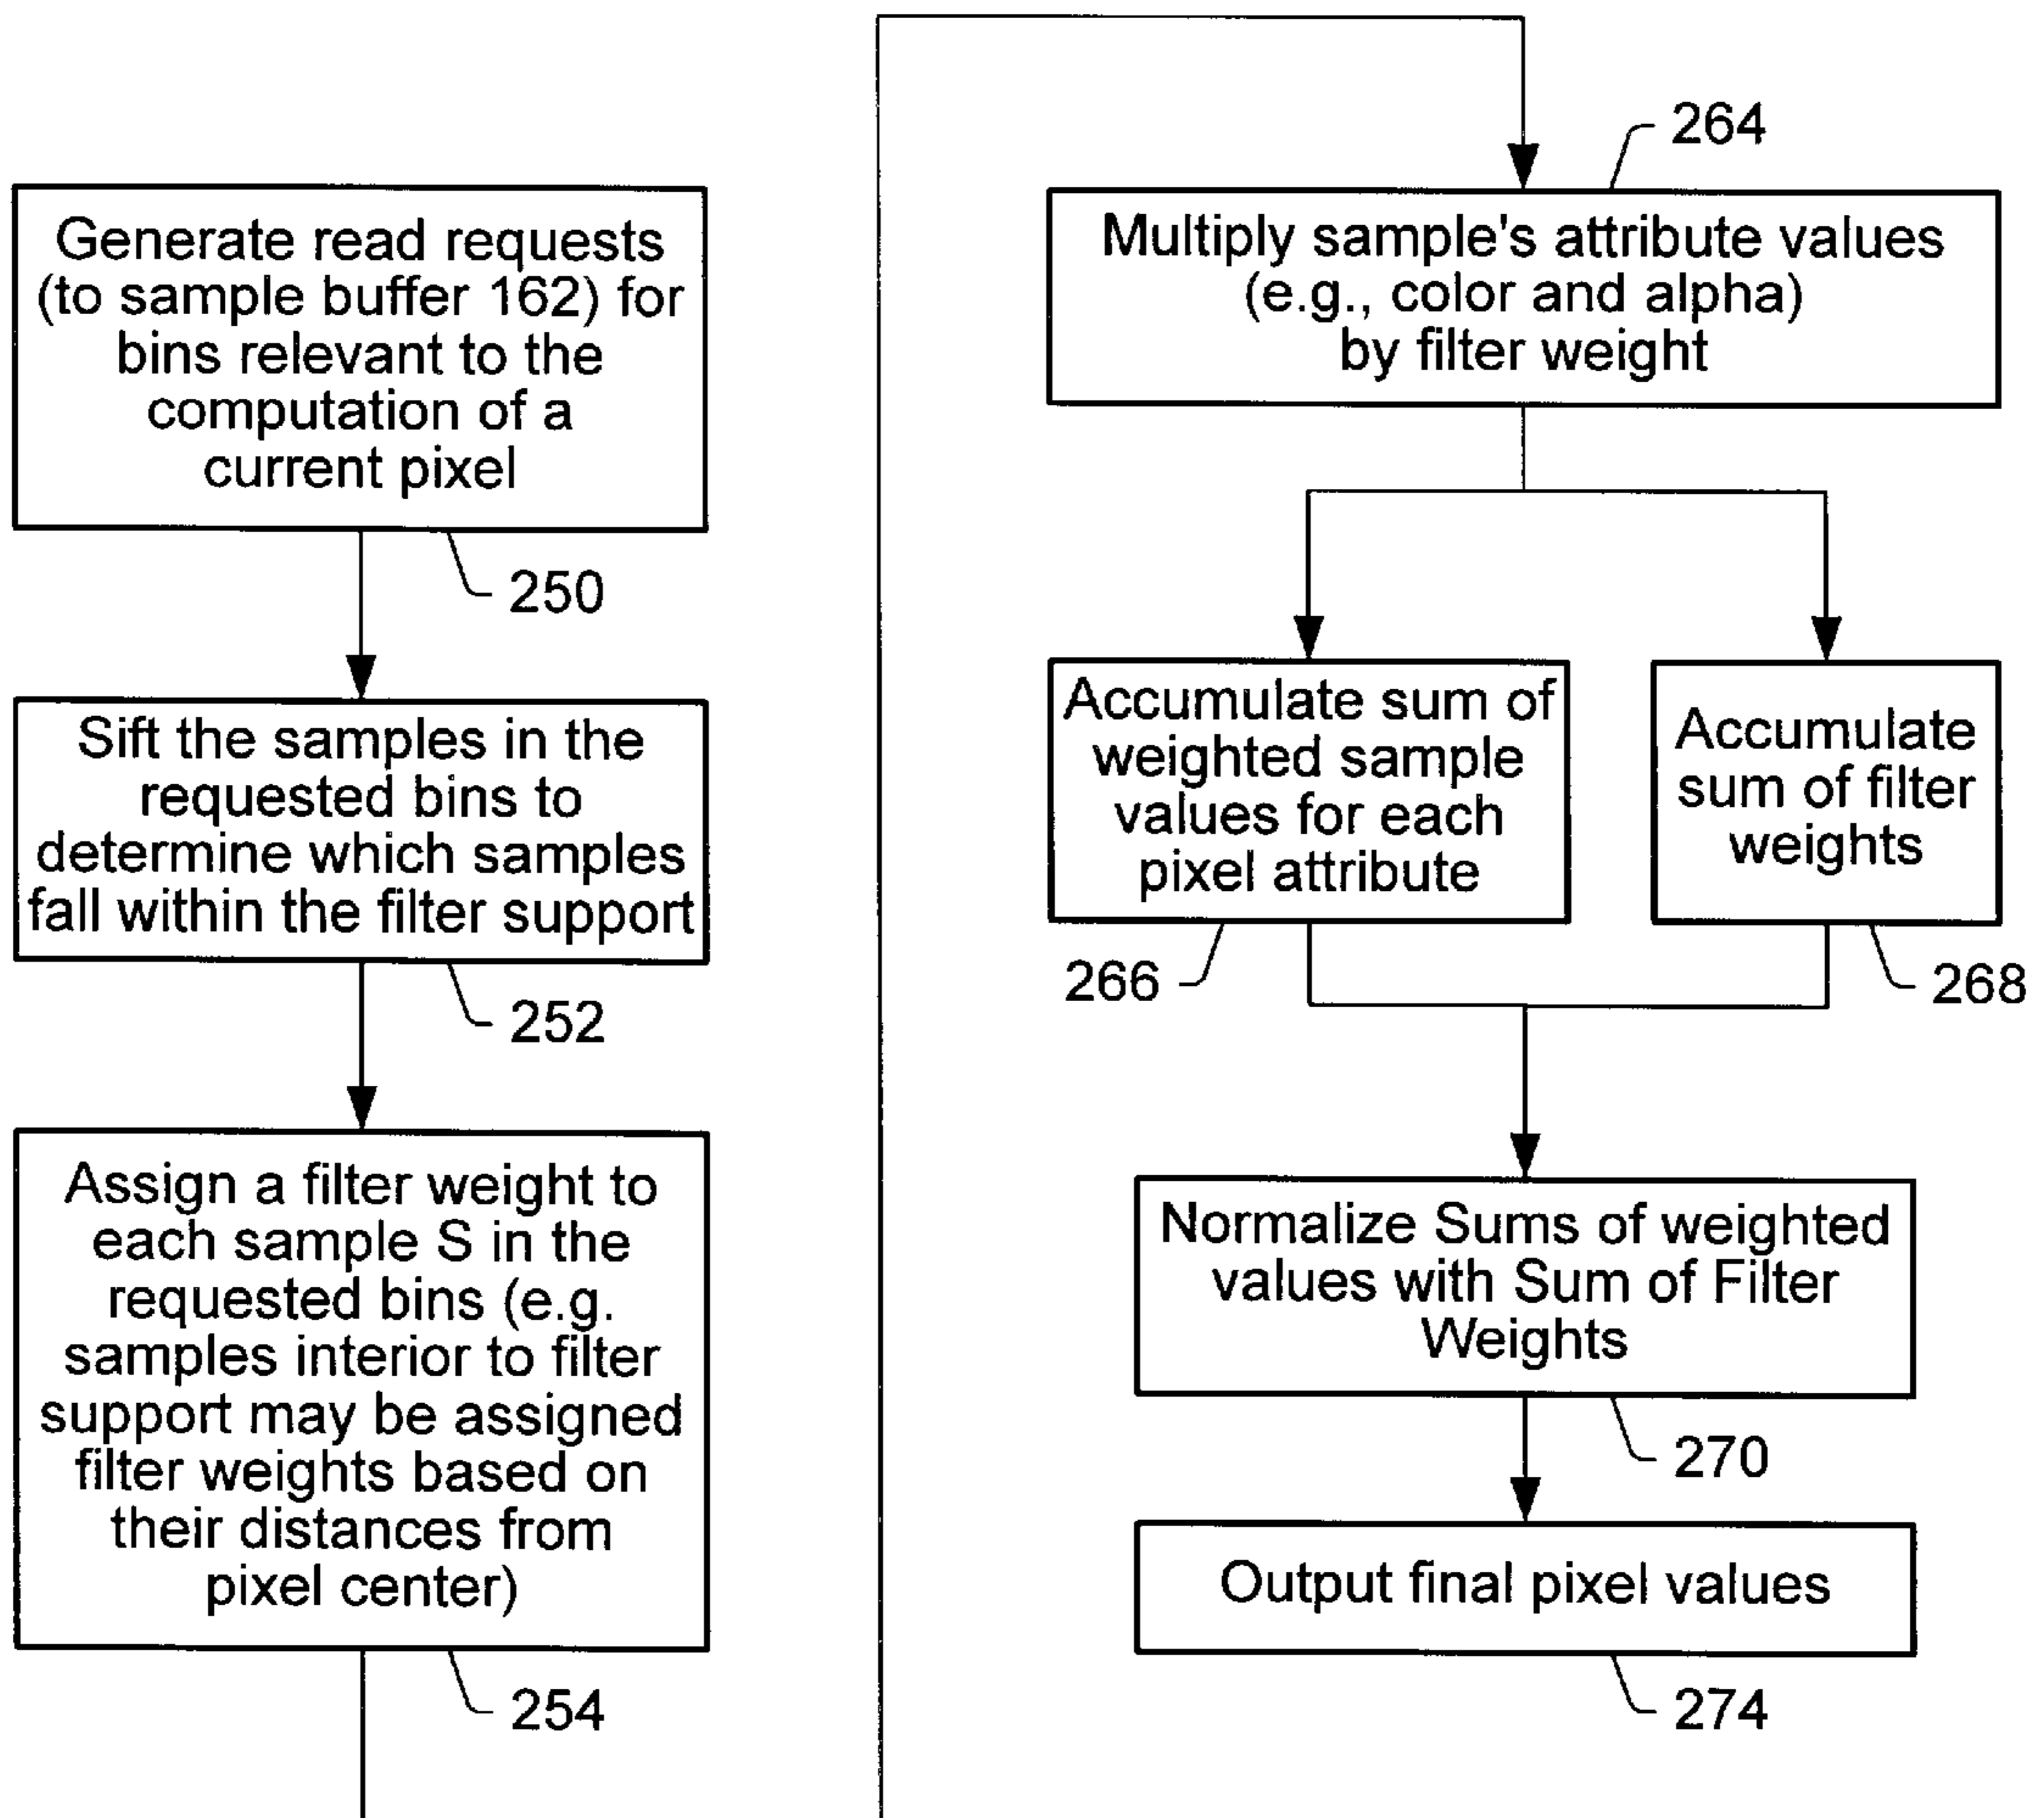 Generate read requests
(to sample buffer 162) for
bins relevant to the
computation of a
current pixel
250
Sift the samples in the
requested bins to
determine which samples
fall within the filter support
252
Assign a filter weight to
each sample S in the
requested bins (e.g.
samples interior to filter
support may be assigned
filter weights based on
their distances from
pixel center)
254
264
Multiply sample's attribute values
(e.g., color and alpha)
by filter weight
Accumulate sum of
weighted sample
values for each
pixel attribute
266
Accumulate
sum of filter
weights
268
Normalize Sums of weighted
values with Sum of Filter
Weights
270
Output final pixel values
274